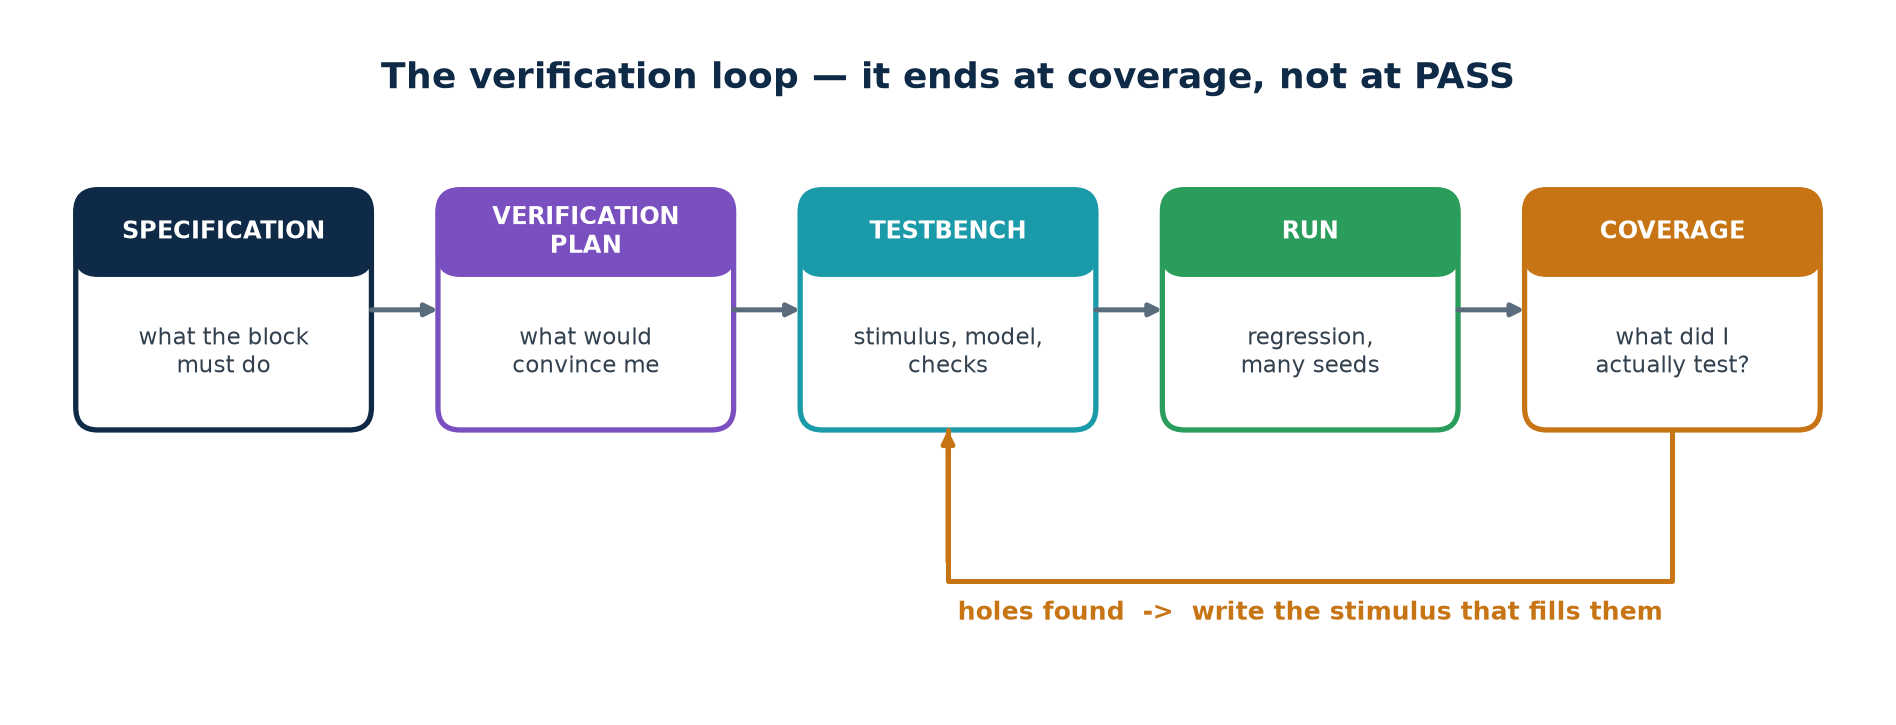 The verification loop — it ends at coverage, not at PASS
SPECIFICATION
what the block
must do
VERIFICATION
PLAN
what would
convince me
TESTBENCH
stimulus, model,
checks
RUN
regression,
many seeds
COVERAGE
what did I
actually test?
holes found -> write the stimulus that fills them